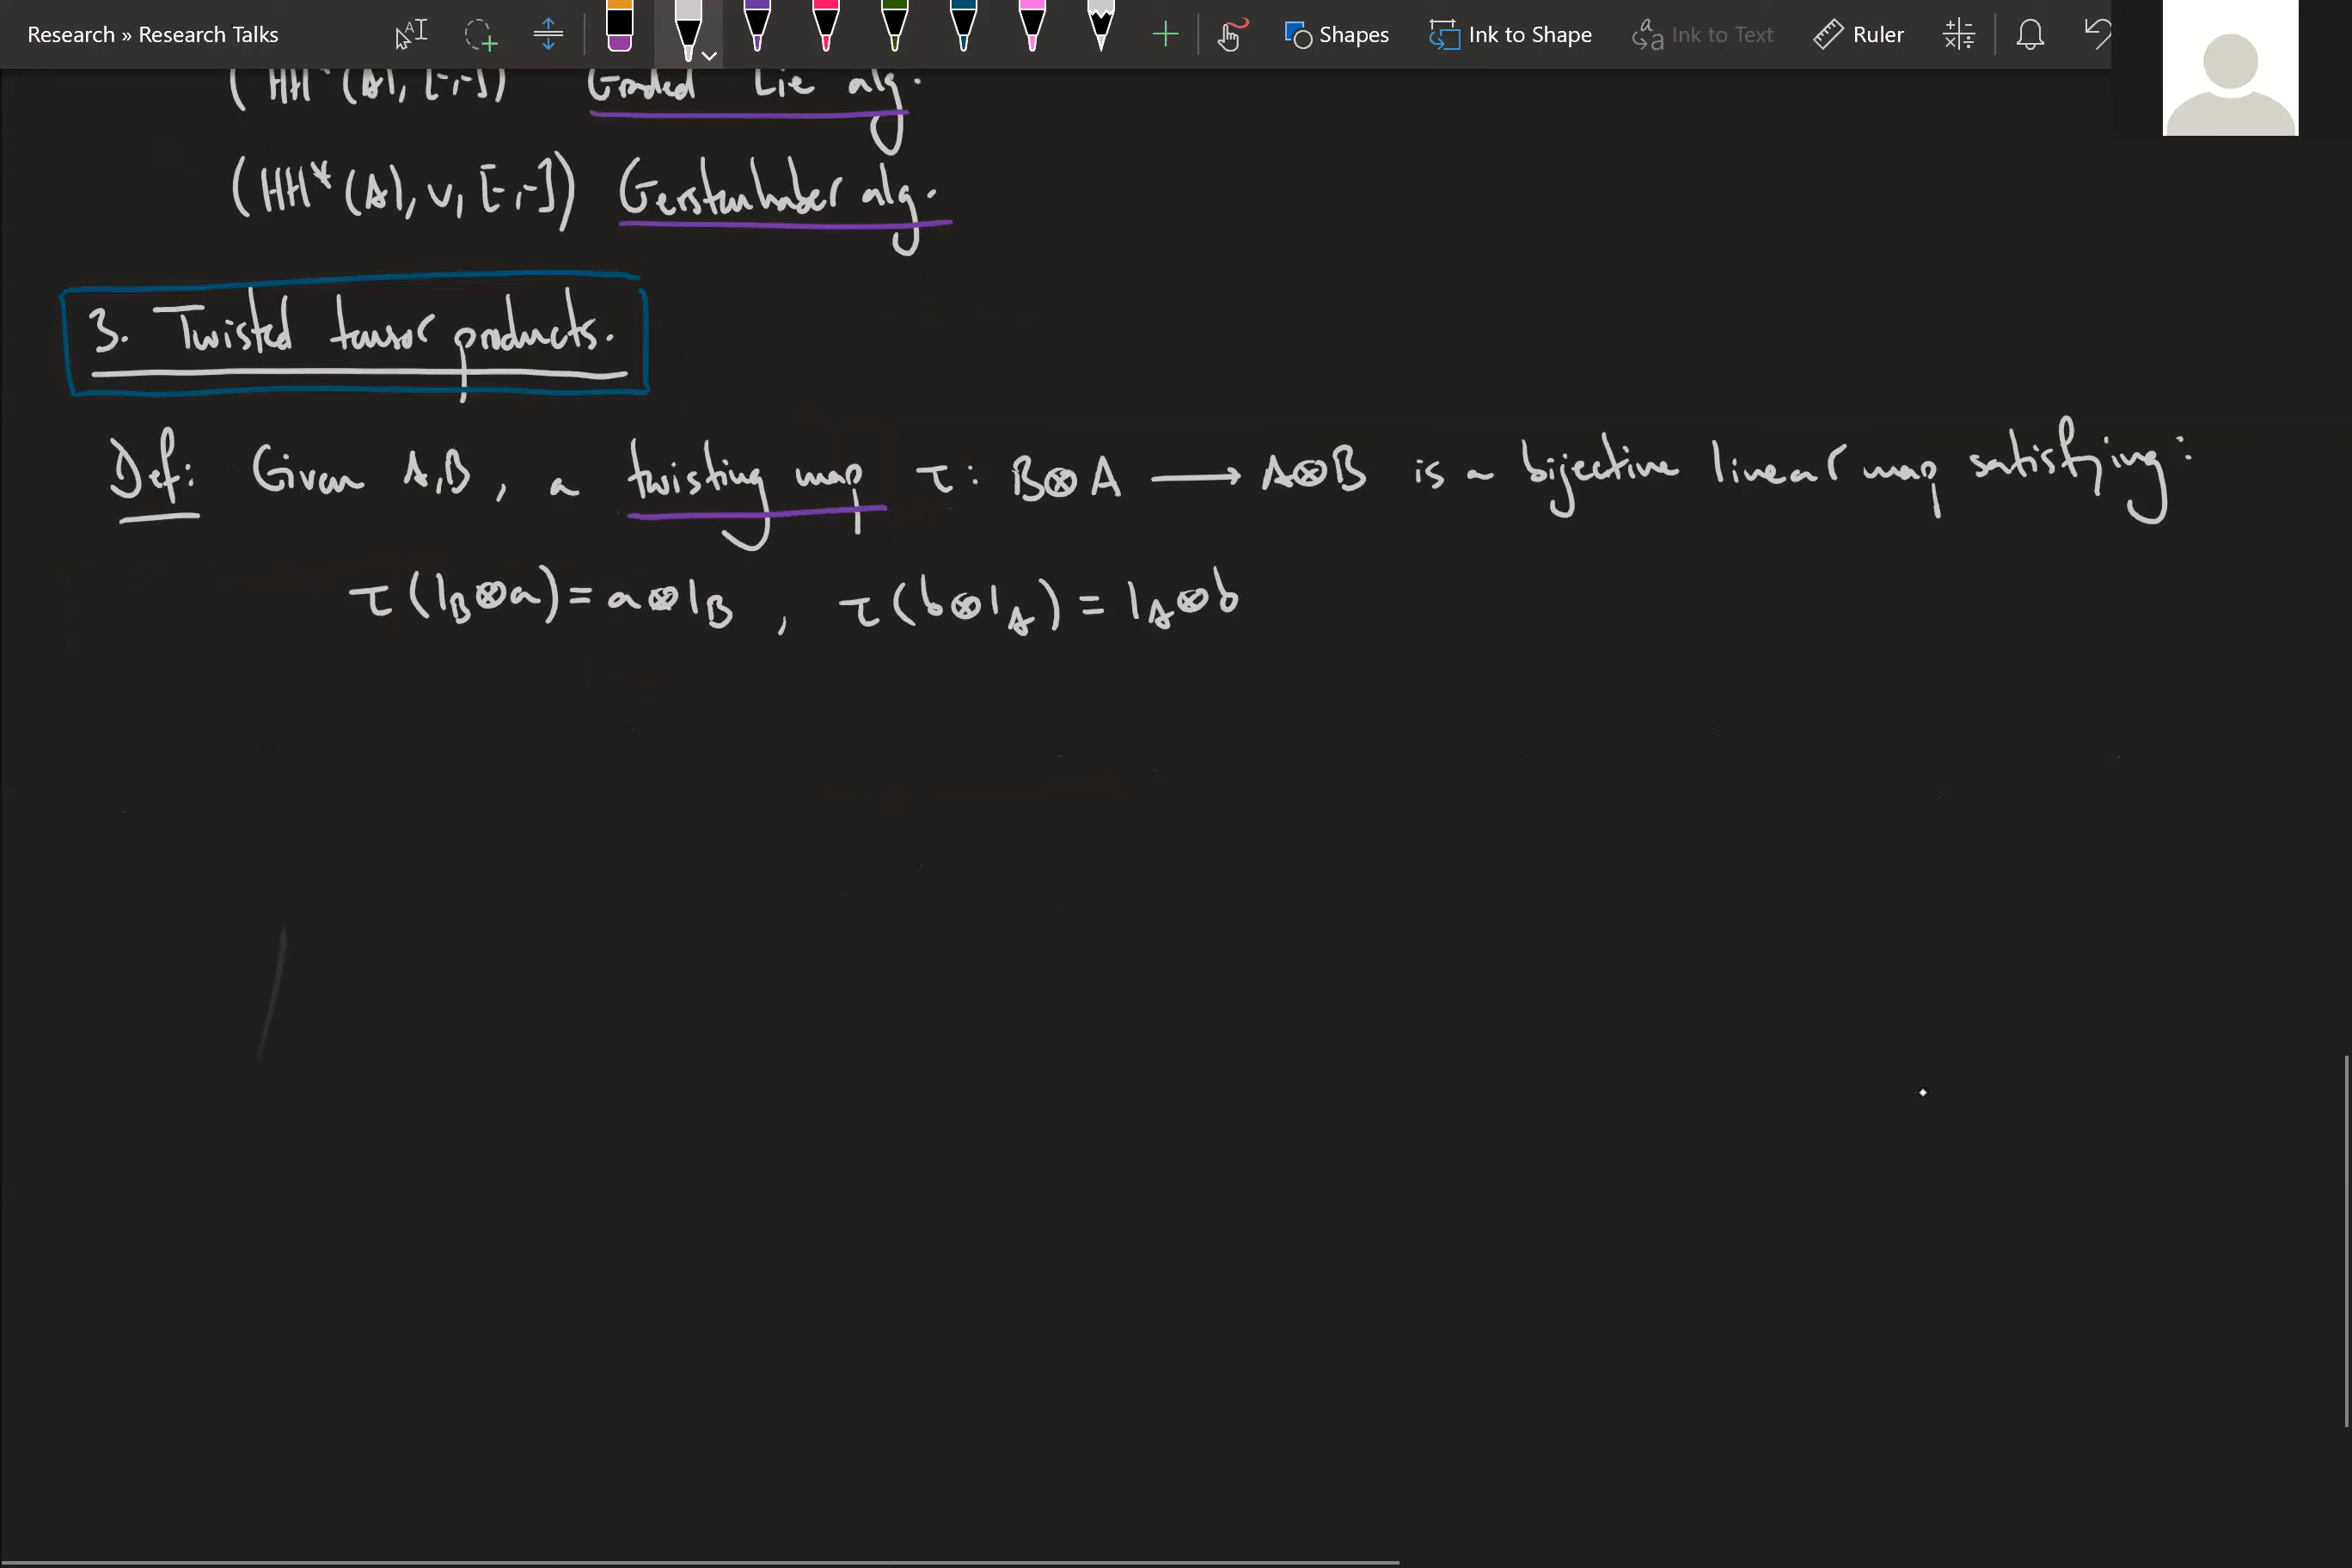 Research » Research Talks Shapes Ink to Shape Ink to Text Ruler
(HH*(A), [-,-]) Graded Lie alg.
(HH*(A), ∪, [-,-]) Gerstenhaber alg.
3. Twisted tensor products.
Def: Given A,B, a twisting map τ: B⊗A ⟶ A⊗B is a bijective linear map satisfying:
τ(1_B⊗a)=a⊗1_B , τ(b⊗1_A) = 1_A⊗b